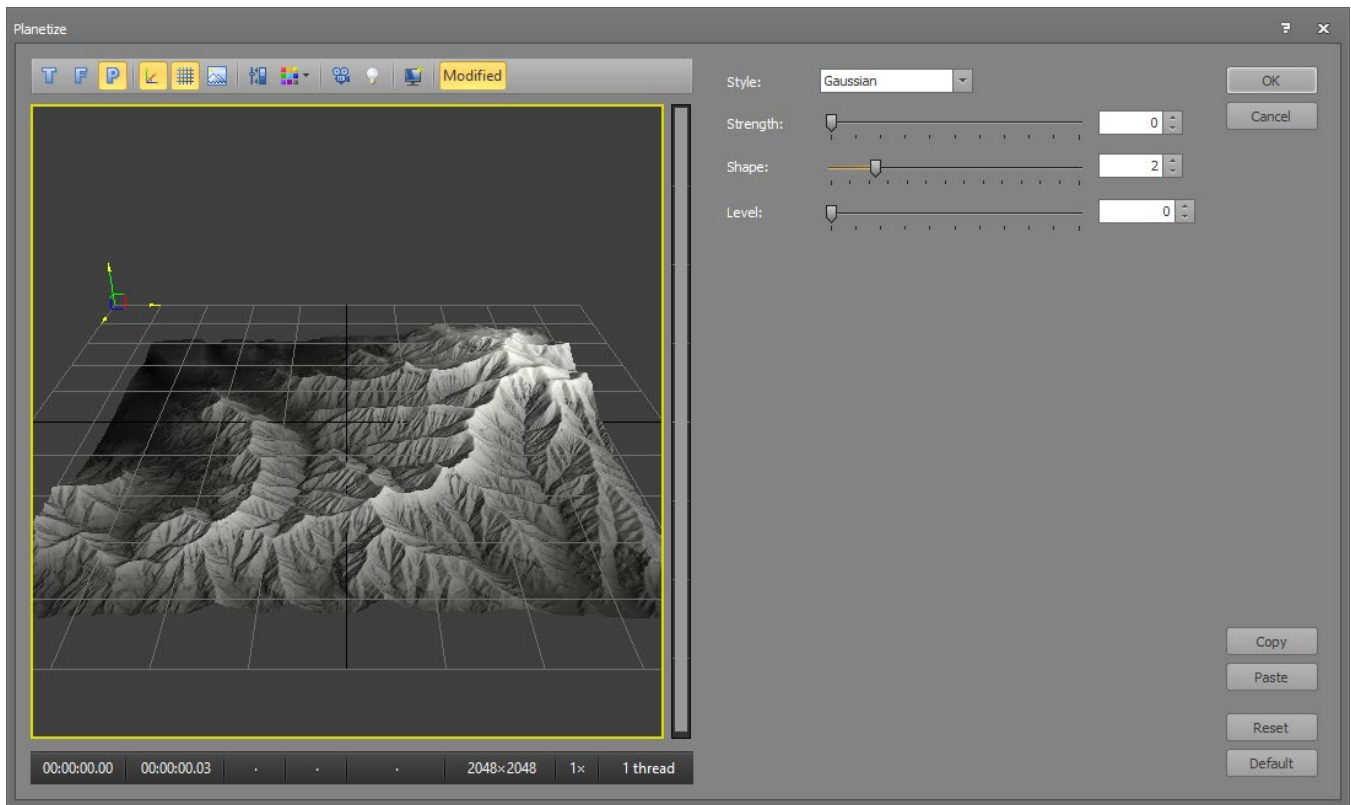 Planetize
T F P Modified
Style: Gaussian OK
Strength: 0 Cancel
Shape: 2
Level: 0
Copy
Paste
Reset
Default
00:00:00.00 00:00:00.03 2048×2048 1× 1 thread